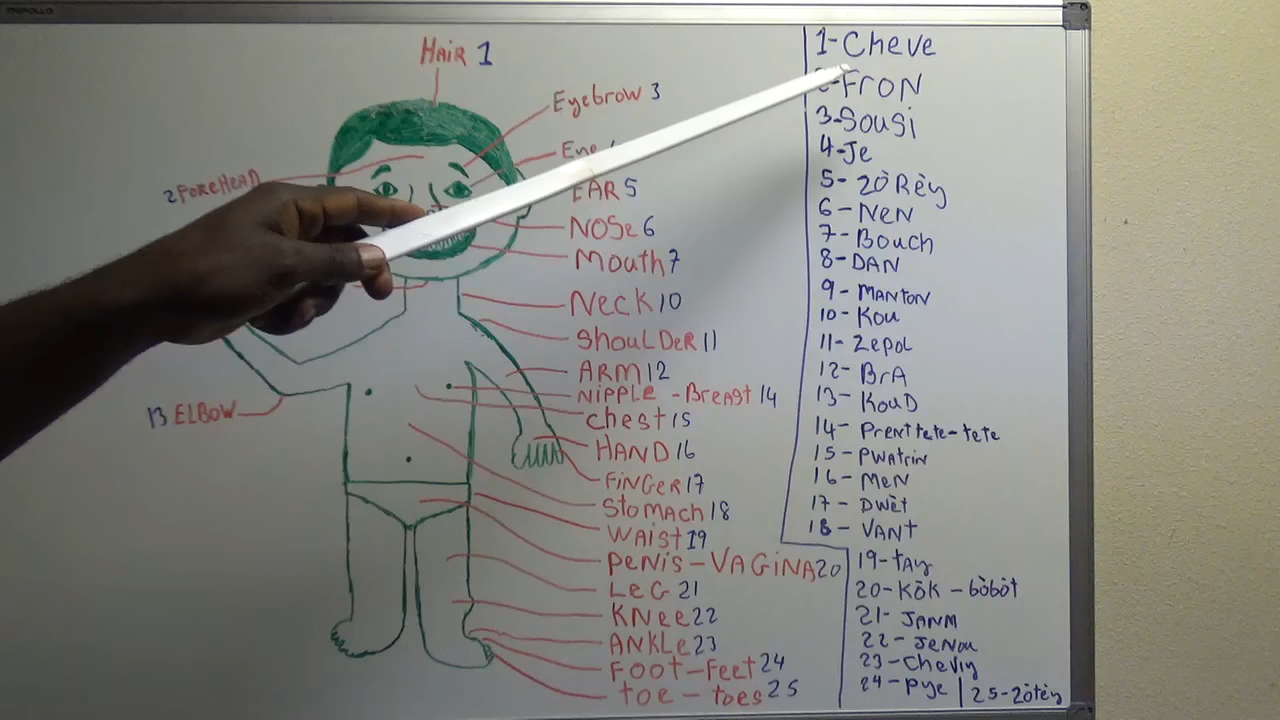 HAIR 1
Eyebrow 3
2 FOREHEAD
EAR 5
NOSe 6
Mouth 7
Neck 10
SHOULDER 11
ARM 12
13 ELBOW
NiPPLe - BreAst 14
Chest 15
HAND 16
FiNGeR 17
Stomach 18
WAist 19
PeNis - VAGiNA 20
LeG 21
KNee 22
ANKLe 23
FOOT - Feet 24
toe - toes 25
1- Cheve
FroN
3- Sousi
4- Je
5- zòRèy
6- NeN
7- Bouch
8- DAN
9- MANtoN
10- Kou
11- Zepol
12- BrA
13- KouD
14- Prenttete-tete
15- PWAtrin
16- MeN
17- Dwèt
18- VANT
19- tAy
20- KòK - bòbòt
21- JANM
22- JeNou
23- Cheviy
24- Pye | 25- Zòtèy